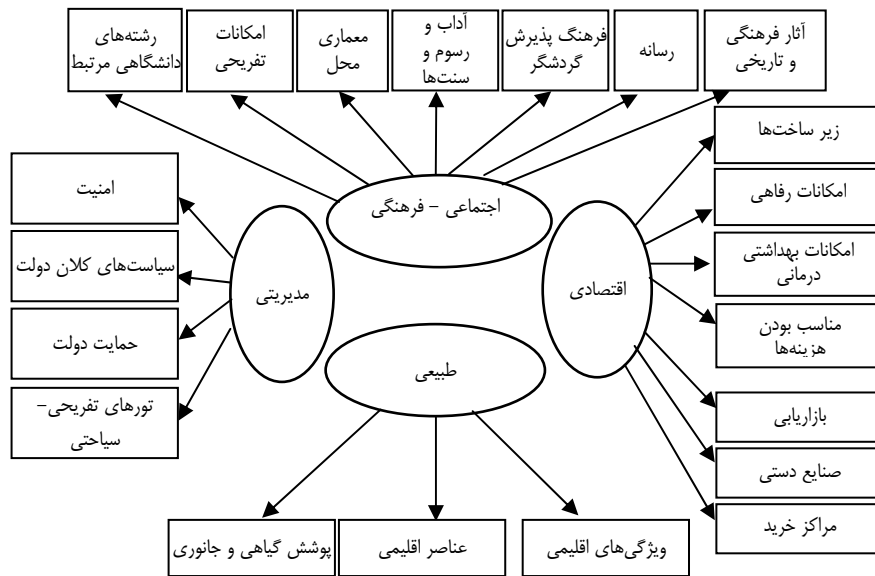 آثار فرهنگی
و تاریخی
رسانه
فرهنگ پذیرش
گردشگر
آداب و
رسوم و
سنت‌ها
معماری
محل
امکانات
تفریحی
رشته‌های
دانشگاهی مرتبط
اجتماعی – فرهنگی
اقتصادی
زیر ساخت‌ها
امکانات رفاهی
امکانات بهداشتی
درمانی
مناسب بودن
هزینه‌ها
بازاریابی
صنایع دستی
مراکز خرید
مدیریتی
امنیت
سیاست‌های کلان دولت
حمایت دولت
تورهای تفریحی–
سیاحتی
طبیعی
ویژگی‌های اقلیمی
عناصر اقلیمی
پوشش گیاهی و جانوری